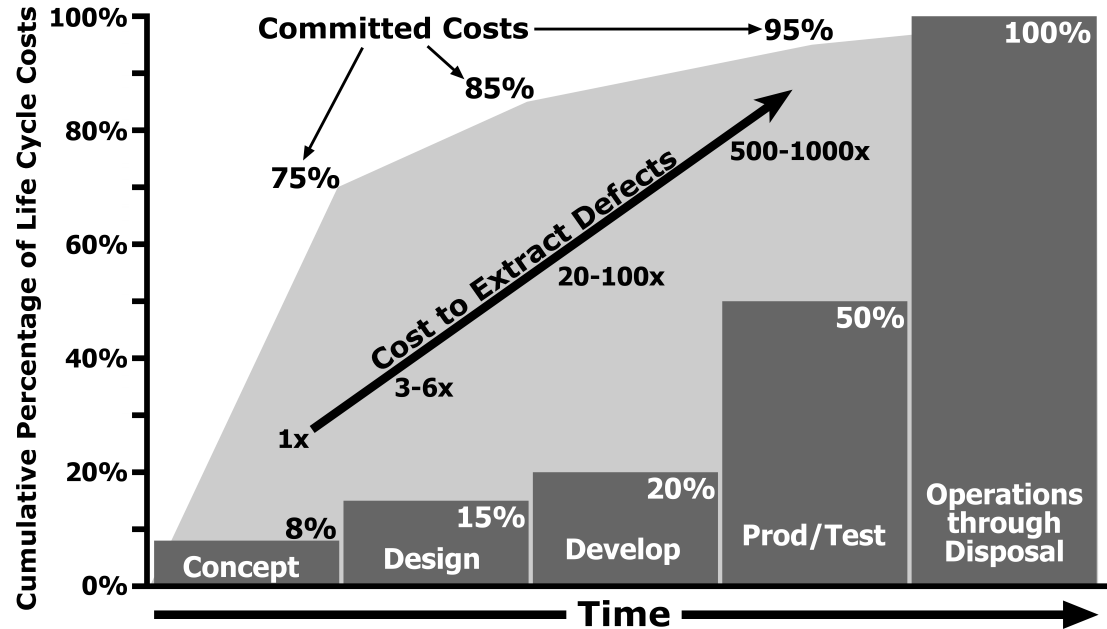 Cumulative Percentage of Life Cycle Costs
100%
80%
60%
40%
20%
0%
Committed Costs
75%
85%
95%
Cost to Extract Defects
1x
3-6x
20-100x
500-1000x
8%
Concept
15%
Design
20%
Develop
50%
Prod/Test
100%
Operations
through
Disposal
Time